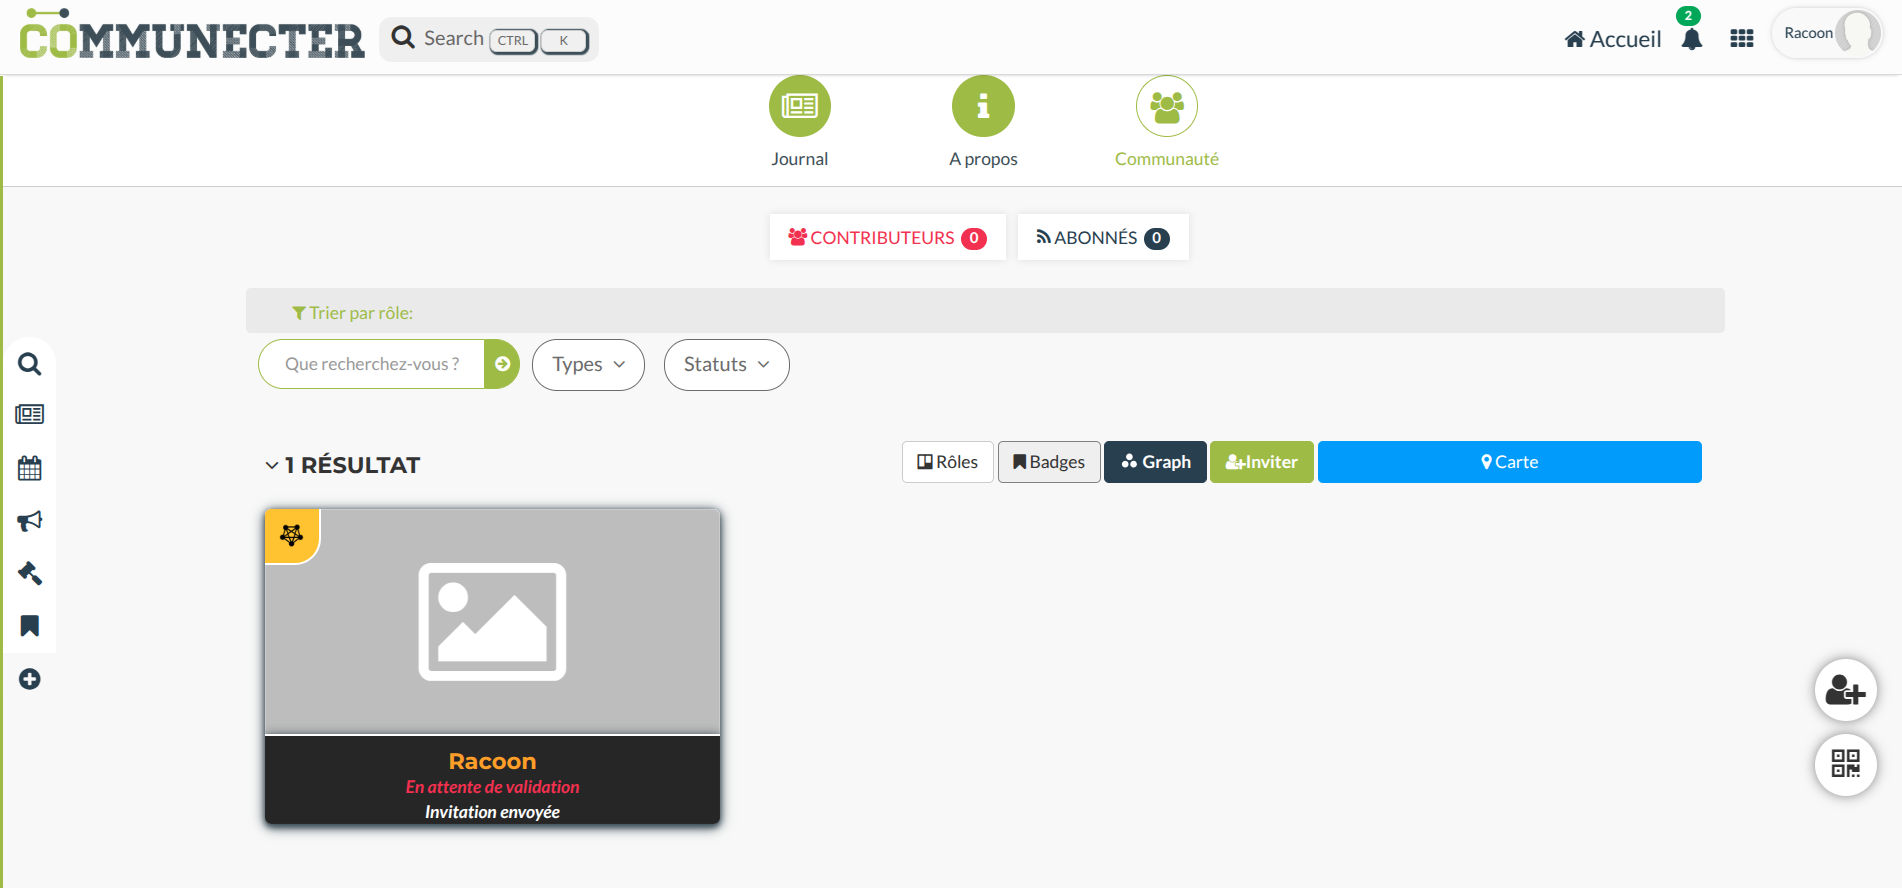 COMMUNECTER
Search CTRL K
Accueil
2
Racoon
Journal
A propos
Communauté
CONTRIBUTEURS 0
ABONNÉS 0
Trier par rôle:
Que recherchez-vous ?
Types
Statuts
1 RÉSULTAT
Rôles
Badges
Graph
Inviter
Carte
Racoon
En attente de validation
Invitation envoyée